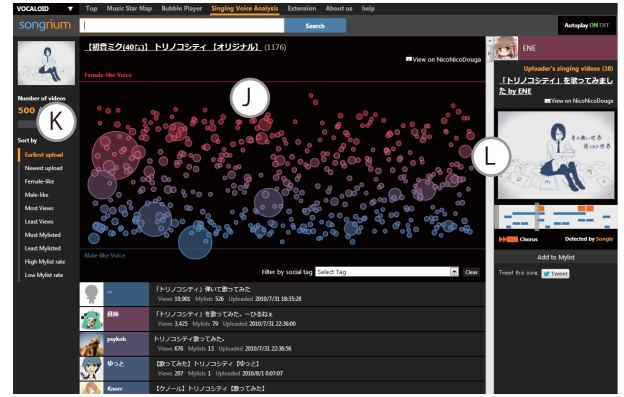 VOCALOID ▼ Top Music Star Map Bubble Player Singing Voice Analysis Extension About us help
songrium Search Autoplay ON OFF
【初音ミク(40㍍)】 トリノコシティ 【オリジナル】 (1176)
View on NicoNicoDouga
Female-like Voice
J
Number of videos
500
K
Sort by
Earliest upload
Newest upload
Female-like
Male-like
Most Views
Least Views
Most Mylisted
Least Mylisted
High Mylist rate
Low Mylist rate
Male-like Voice
Filter by social tag Select Tag Clear
...
「トリノコシティ」弾いて歌ってみた
Views 19,901 Mylists 526 Uploaded 2010/7/31 18:35:28
「トリノコシティ」を歌ってみた。ーひるねぇ
Views 3,425 Mylists 79 Uploaded 2010/7/31 22:36:00
psykoh
トリノコシティ歌ってみた。
Views 676 Mylists 13 Uploaded 2010/7/31 22:36:56
ゆっと
【歌ってみた】トリノコシティ【ゆっと】
Views 207 Mylists 1 Uploaded 2010/8/1 0:07:07
Knorr
【クノール】トリノコシティ【歌ってみた】
ENE
Uploader's singing videos (16)
「トリノコシティ」を歌ってみまし
た by ENE
View on NicoNicoDouga
L
Chorus Detected by Songle
Add to Mylist
Tweet this song Tweet